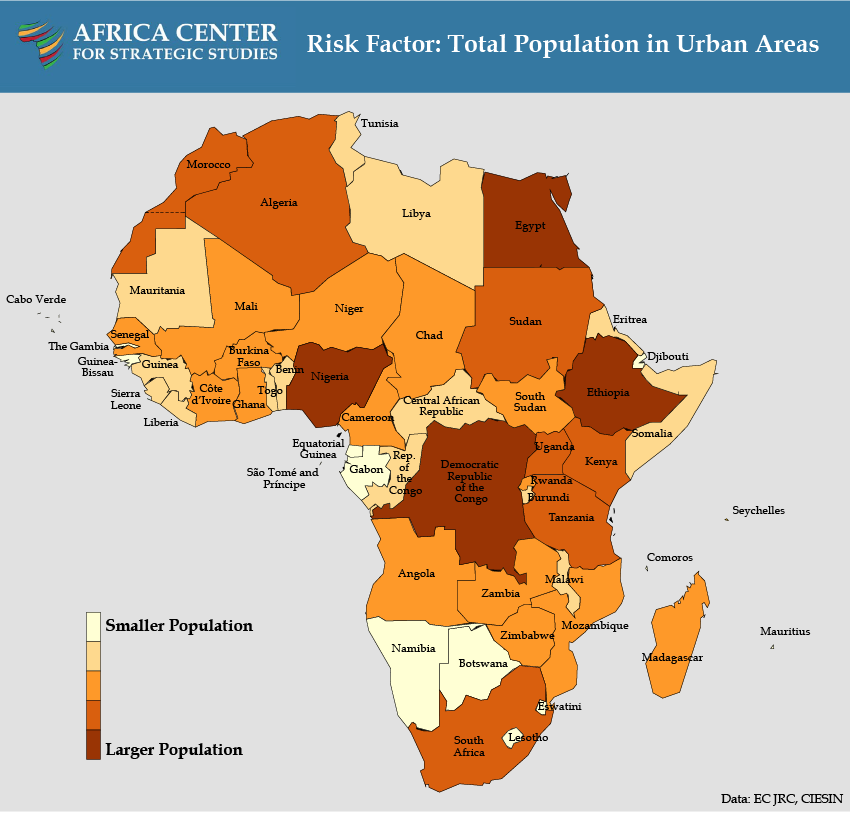 AFRICA CENTER
FOR STRATEGIC STUDIES
Risk Factor: Total Population in Urban Areas
Tunisia
Morocco
Algeria
Libya
Egypt
Mauritania
Cabo Verde
Mali
Niger
Chad
Sudan
Eritrea
Senegal
The Gambia
Guinea-
Bissau
Guinea
Burkina
Faso
Benin
Nigeria
Djibouti
Ethiopia
Sierra
Leone
Côte
d'Ivoire
Ghana
Togo
Liberia
Cameroon
Central African
Republic
South
Sudan
Somalia
Equatorial
Guinea
São Tomé and
Príncipe
Gabon
Rep.
of
the
Congo
Democratic
Republic
of the
Congo
Uganda
Kenya
Rwanda
Burundi
Tanzania
Seychelles
Comoros
Angola
Zambia
Malawi
Mozambique
Zimbabwe
Madagascar
Mauritius
Namibia
Botswana
Eswatini
South
Africa
Lesotho
Smaller Population
Larger Population
Data: EC JRC, CIESIN